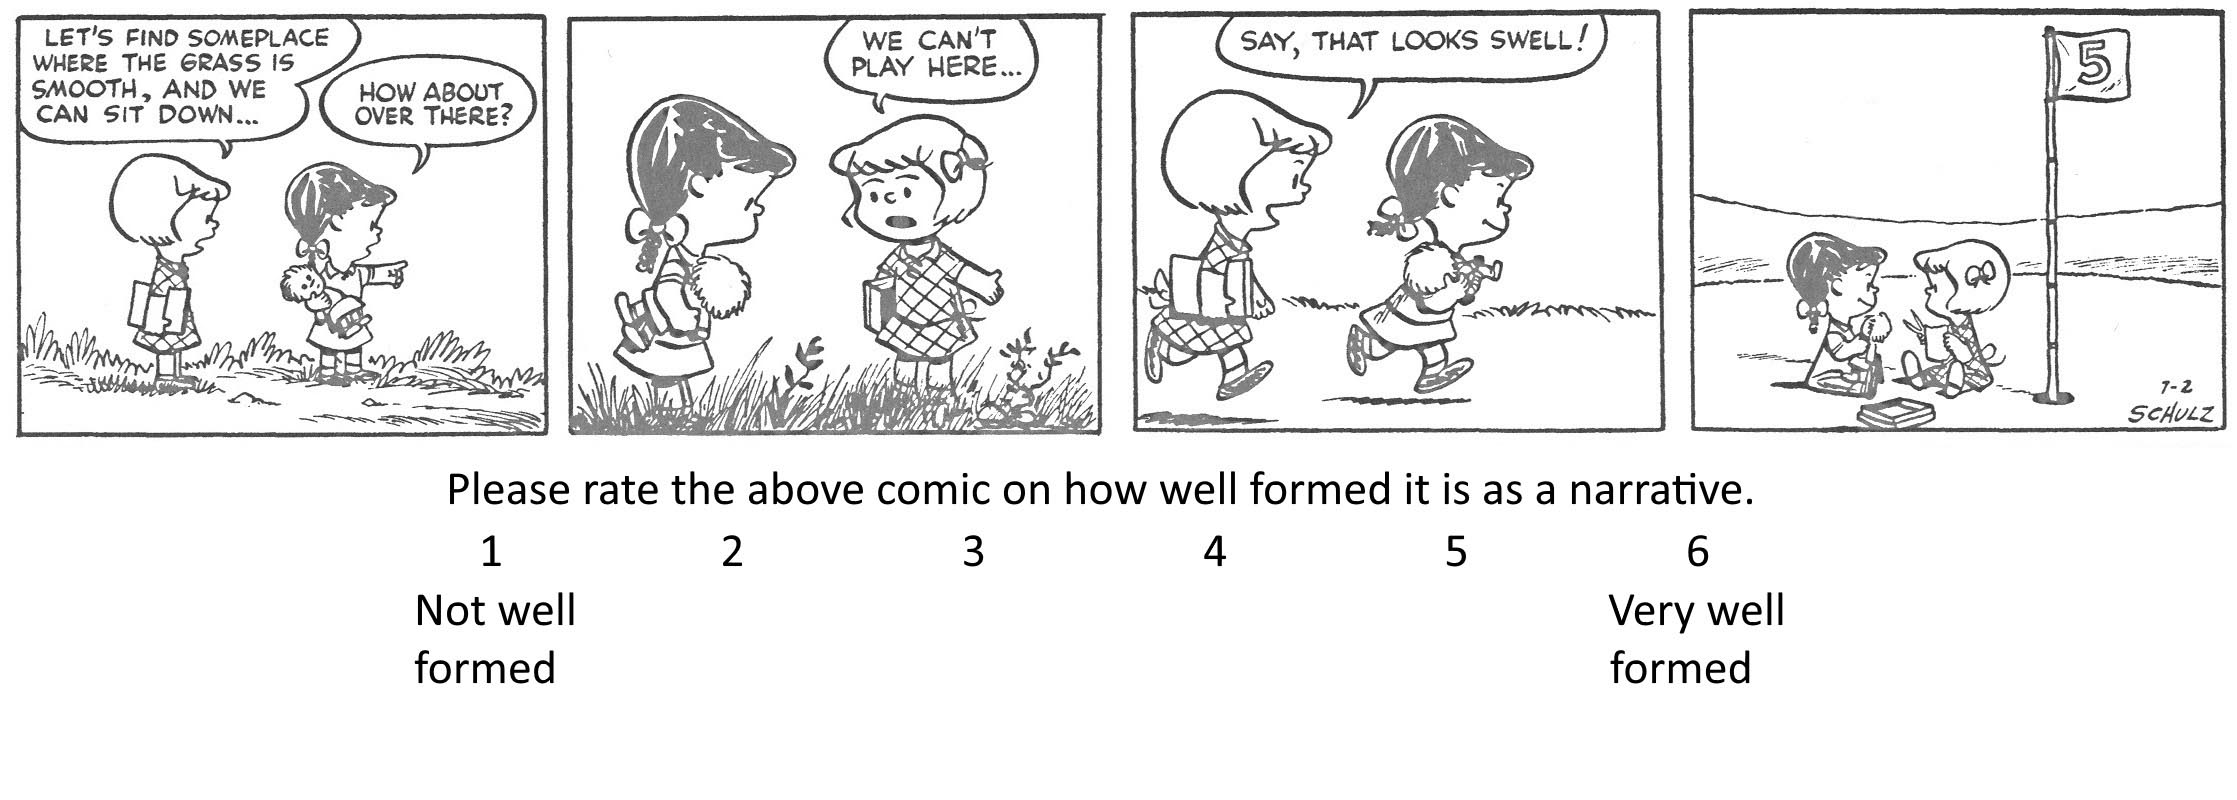 LET'S FIND SOMEPLACE
WHERE THE GRASS IS
SMOOTH, AND WE
CAN SIT DOWN...
HOW ABOUT
OVER THERE?
WE CAN'T
PLAY HERE...
SAY, THAT LOOKS SWELL!
5
7-2
SCHULZ
Please rate the above comic on how well formed it is as a narrative.
1 2 3 4 5 6
Not well Very well
formed formed